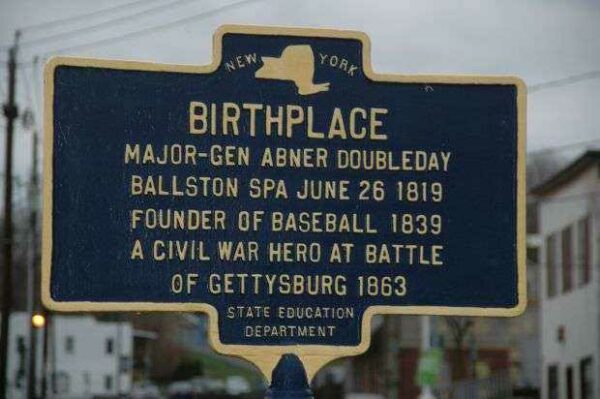 NEW YORK
BIRTHPLACE
MAJOR-GEN ABNER DOUBLEDAY
BALLSTON SPA JUNE 26 1819
FOUNDER OF BASEBALL 1839
A CIVIL WAR HERO AT BATTLE
OF GETTYSBURG 1863
STATE EDUCATION
DEPARTMENT